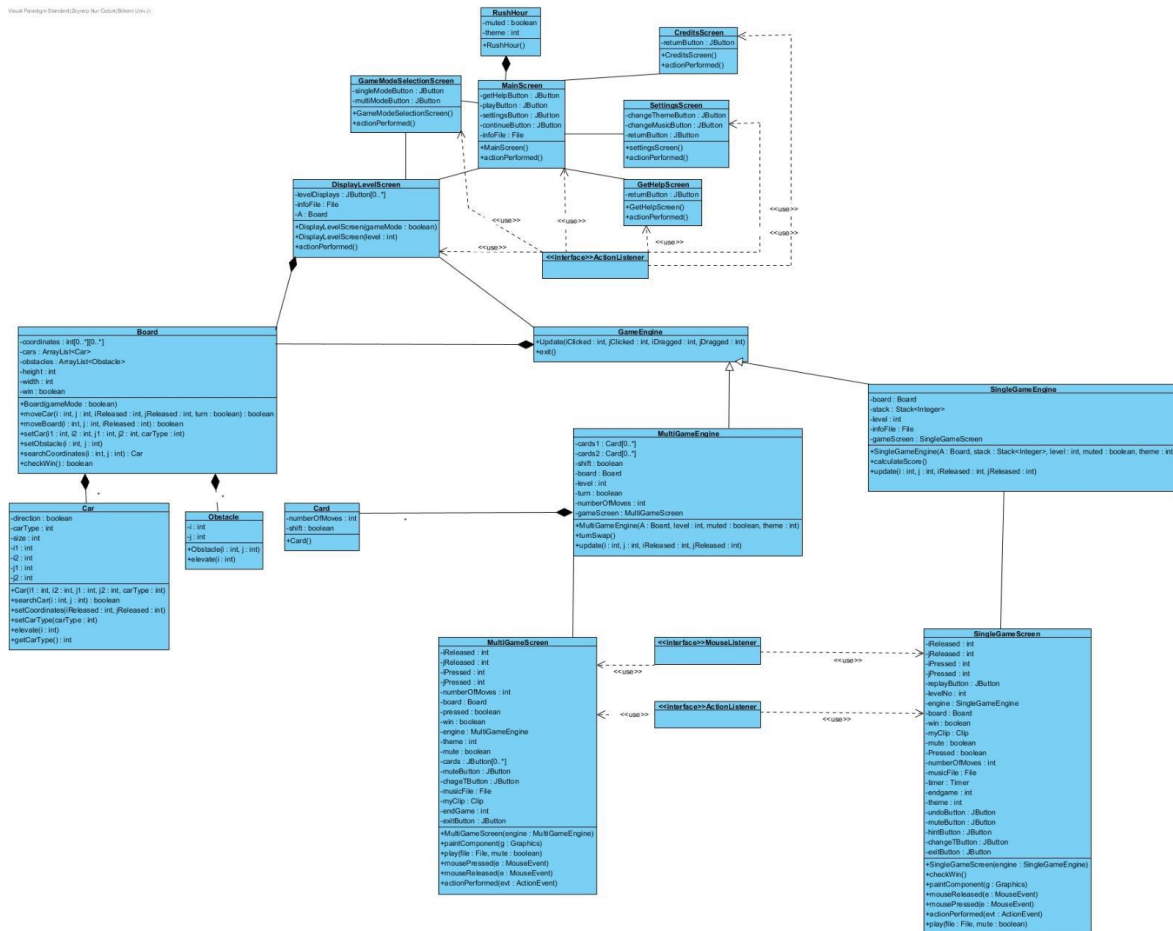 Visual Paradigm Standard(Zeynep Nur Öztürk(Bilkent Univ.))
RushHour
-muted : boolean
-theme : int
+RushHour()
CreditsScreen
-returnButton : JButton
+CreditsScreen()
+actionPerformed()
GameModeSelectionScreen
-singleModeButton : JButton
-multiModeButton : JButton
+GameModeSelectionScreen()
+actionPerformed()
MainScreen
-getHelpButton : JButton
-playButton : JButton
-settingsButton : JButton
-continueButton : JButton
-infoFile : File
+MainScreen()
+actionPerformed()
SettingsScreen
-changeThemeButton : JButton
-changeMusicButton : JButton
-returnButton : JButton
+settingsScreen()
+actionPerformed()
DisplayLevelScreen
-levelDisplays : JButton[0..*]
-infoFile : File
-A : Board
+DisplayLevelScreen(gameMode : boolean)
+DisplayLevelScreen(level : int)
+actionPerformed()
GetHelpScreen
-returnButton : JButton
+GetHelpScreen()
+actionPerformed()
<<use>>
<<use>>
<<use>>
<<use>>
<<use>>
<<use>>
<<interface>>ActionListener
Board
-coordinates : int[0..*][0..*]
-cars : ArrayList<Car>
-obstacles : ArrayList<Obstacle>
-height : int
-width : int
-win : boolean
+Board(gameMode : boolean)
+moveCar(i : int, j : int, iReleased : int, jReleased : int, turn : boolean) : boolean
+moveBoard(i : int, j : int, iReleased : int) : boolean
+setCar(i1 : int, i2 : int, j1 : int, j2 : int, carType : int)
+setObstacle(i : int, j : int)
+searchCoordinates(i : int, j : int) : Car
+checkWin() : boolean
GameEngine
+Update(iClicked : int, jClicked : int, iDragged : int, jDragged : int)
+exit()
SingleGameEngine
-board : Board
-stack : Stack<Integer>
-level : int
-infoFile : File
-gameScreen : SingleGameScreen
+SingleGameEngine(A : Board, stack : Stack<Integer>, level : int, muted : boolean, theme : int
+calculateScore()
+update(i : int, j : int, iReleased : int, jReleased : int)
MultiGameEngine
-cards1 : Card[0..*]
-cards2 : Card[0..*]
-shift : boolean
-board : Board
-level : int
-turn : boolean
-numberOfMoves : int
-gameScreen : MultiGameScreen
+MultiGameEngine(A : Board, level : int, muted : boolean, theme : int)
+turnSwap()
+update(i : int, j : int, iReleased : int, jReleased : int)
*
*
*
Car
-direction : boolean
-carType : int
-size : int
-i1 : int
-i2 : int
-j1 : int
-j2 : int
+Car(i1 : int, i2 : int, j1 : int, j2 : int, carType : int)
+searchCar(i : int, j : int) : boolean
+setCoordinates(iReleased : int, jReleased : int)
+setCarType(carType : int)
+elevate(i : int)
+getCarType() : int
Obstacle
-i : int
-j : int
+Obstacle(i : int, j : int)
+elevate(i : int)
Card
-numberOfMoves : int
-shift : boolean
+Card()
MultiGameScreen
-iReleased : int
-jReleased : int
-iPressed : int
-jPressed : int
-numberOfMoves : int
-board : Board
-pressed : boolean
-win : boolean
-engine : MultiGameEngine
-theme : int
-mute : boolean
-cards : JButton[0..*]
-muteButton : JButton
-chageTButton : JButton
-musicFile : File
-myClip : Clip
-endGame : int
-exitButton : JButton
+MultiGameScreen(engine : MultiGameEngine)
+paintComponent(g : Graphics)
+play(file : File, mute : boolean)
+mousePressed(e : MouseEvent)
+mouseReleased(e : MouseEvent)
+actionPerformed(evt : ActionEvent)
<<interface>>MouseListener
<<use>>
<<use>>
<<interface>>ActionListener
<<use>>
<<use>>
SingleGameScreen
-iReleased : int
-jReleased : int
-iPressed : int
-jPressed : int
-replayButton : JButton
-levelNo : int
-engine : SingleGameEngine
-board : Board
-win : boolean
-myClip : Clip
-mute : boolean
-Pressed : boolean
-numberOfMoves : int
-musicFile : File
-timer : Timer
-endgame : int
-theme : int
-undoButton : JButton
-muteButton : JButton
-hintButton : JButton
-changeTButton : JButton
-exitButton : JButton
+SingleGameScreen(engine : SingleGameEngine)
+checkWin()
+paintComponent(g : Graphics)
+mouseReleased(e : MouseEvent)
+mousePressed(e : MouseEvent)
+actionPerformed(evt : ActionEvent)
+play(file : File, mute : boolean)